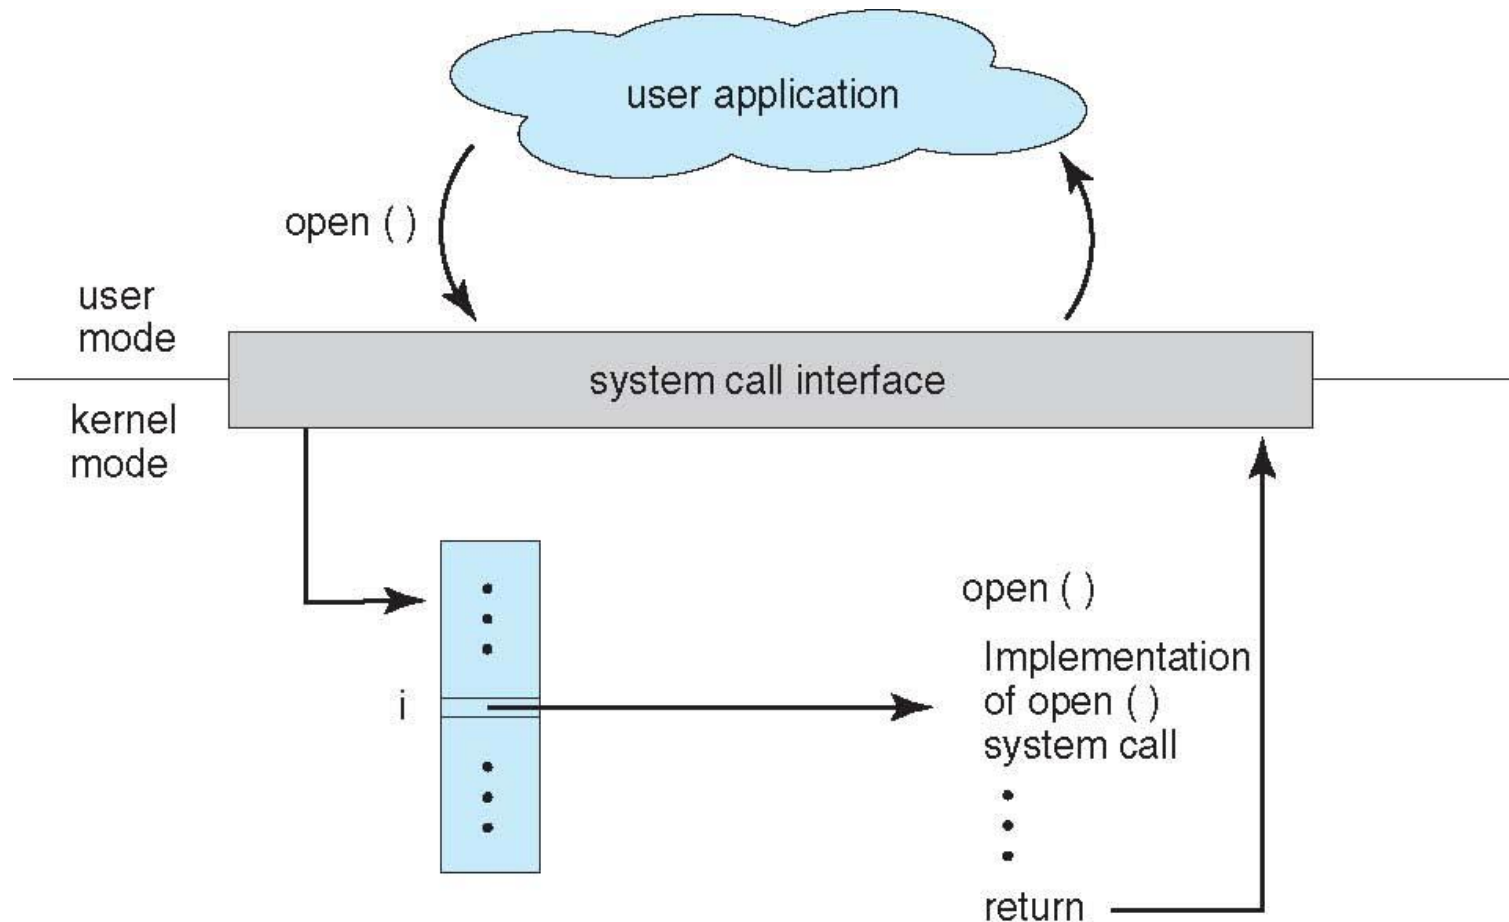 user application
open ( )
user
mode
system call interface
kernel
mode
open ( )
Implementation
i
of open ( )
system call
return